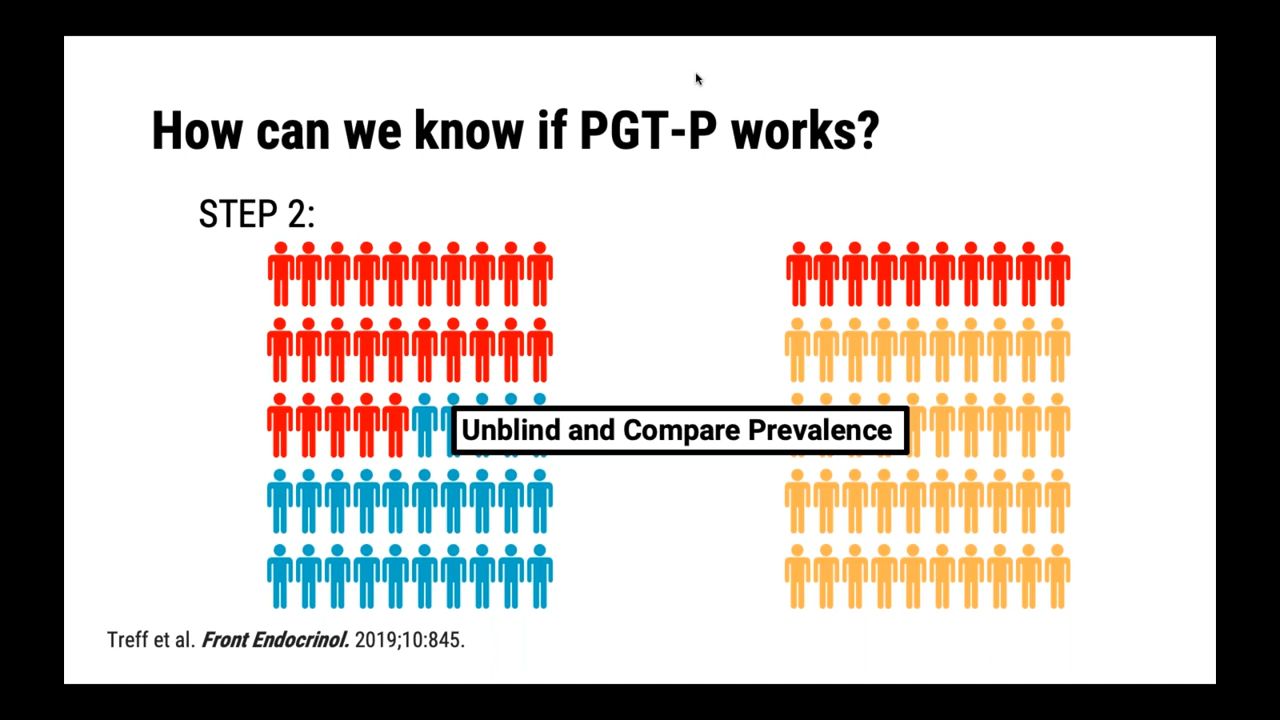 How can we know if PGT-P works?
STEP 2:
Unblind and Compare Prevalence
Treff et al. Front Endocrinol. 2019;10:845.